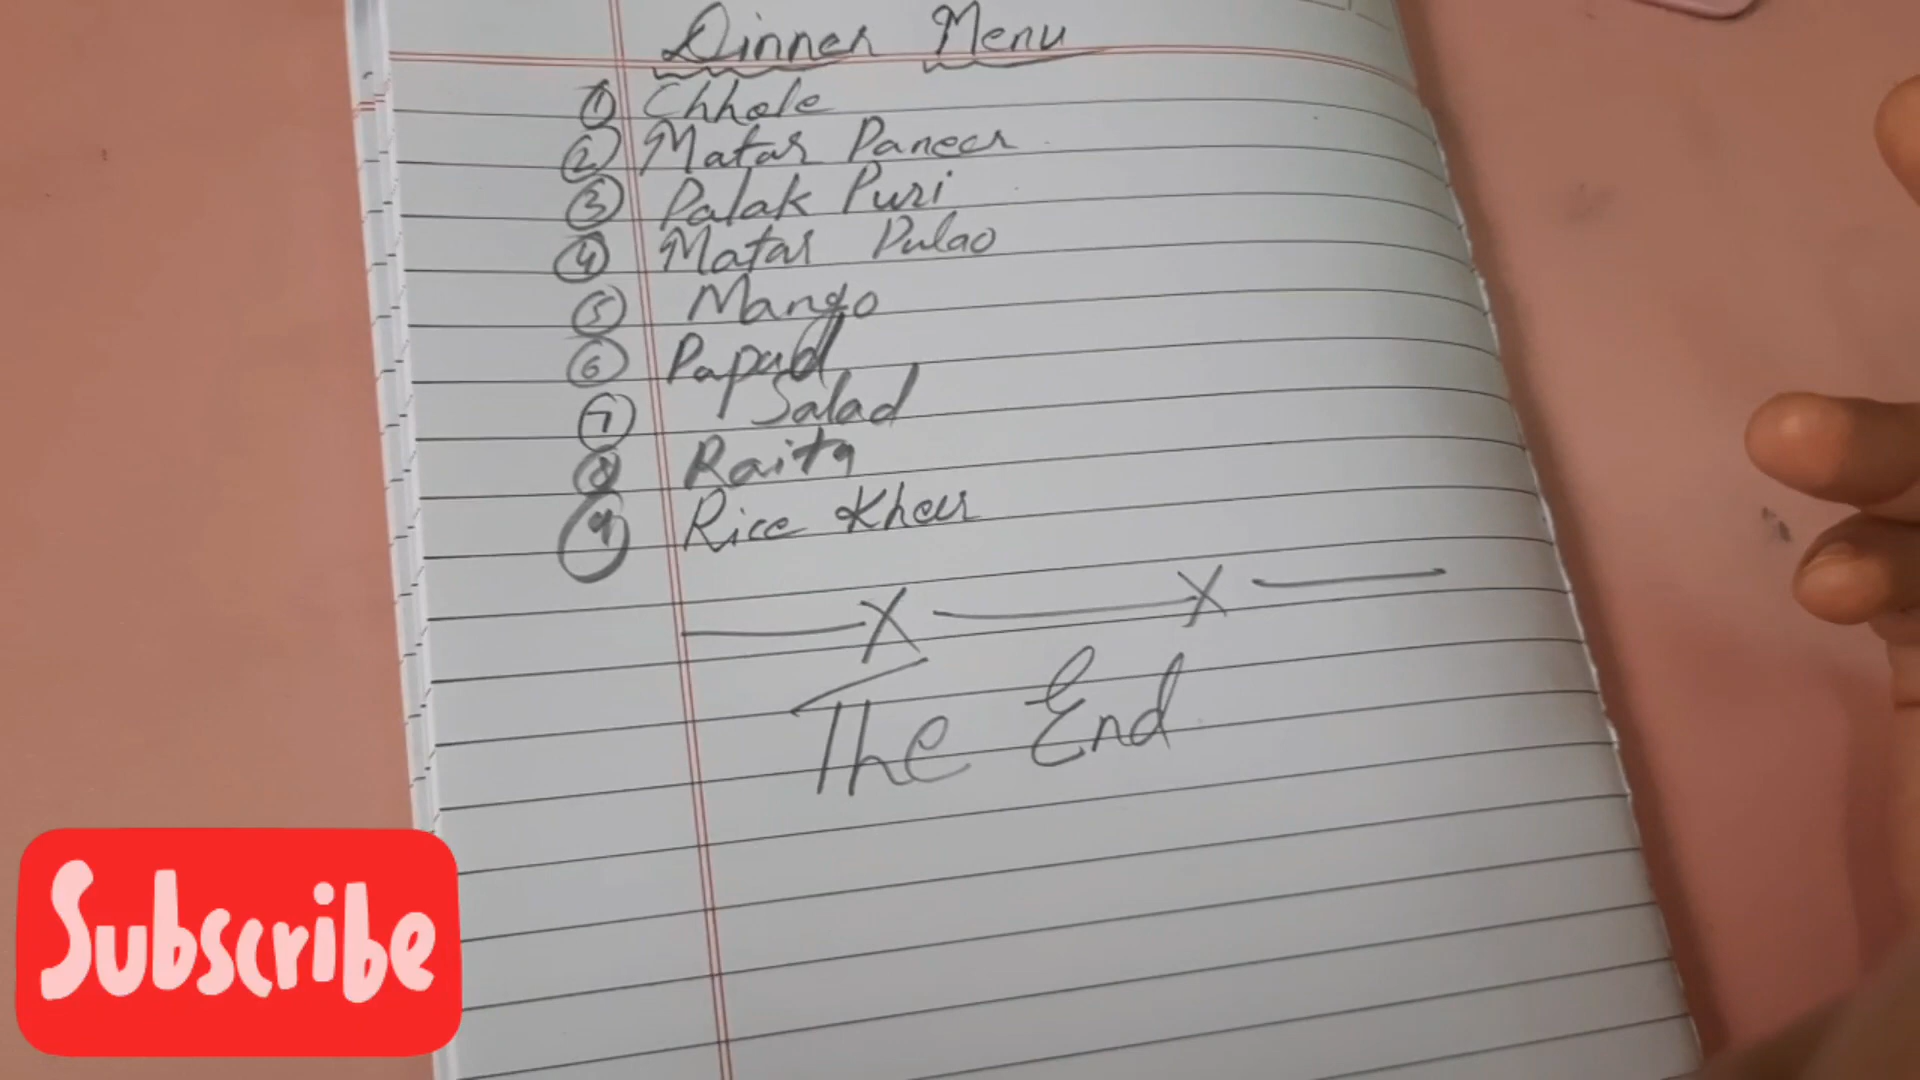 Dinner Menu
① Chhole
② Matar Paneer
③ Palak Puri
④ Matar Pulao
⑤ Mango
⑥ Papad
⑦ Salad
⑧ Raita
⑨ Rice Kheer
—X——X—
The End
Subscribe